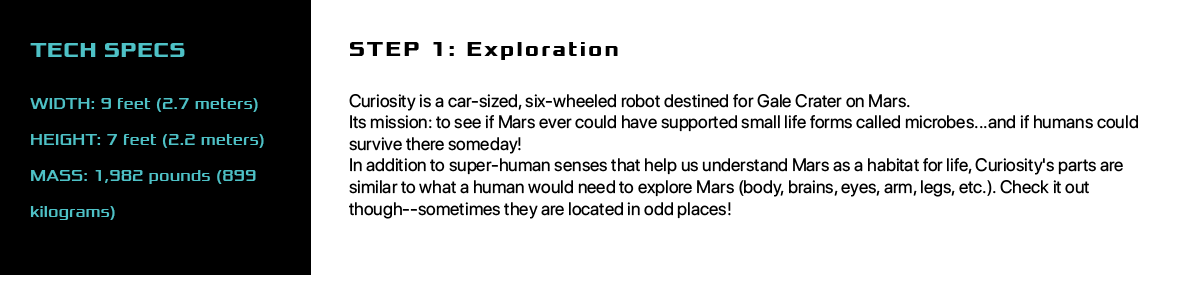 TECH SPECS
WIDTH: 9 feet (2.7 meters)
HEIGHT: 7 feet (2.2 meters)
MASS: 1,982 pounds (899
kilograms)
STEP 1: Exploration
Curiosity is a car-sized, six-wheeled robot destined for Gale Crater on Mars.
Its mission: to see if Mars ever could have supported small life forms called microbes...and if humans could
survive there someday!
In addition to super-human senses that help us understand Mars as a habitat for life, Curiosity's parts are
similar to what a human would need to explore Mars (body, brains, eyes, arm, legs, etc.). Check it out
though--sometimes they are located in odd places!